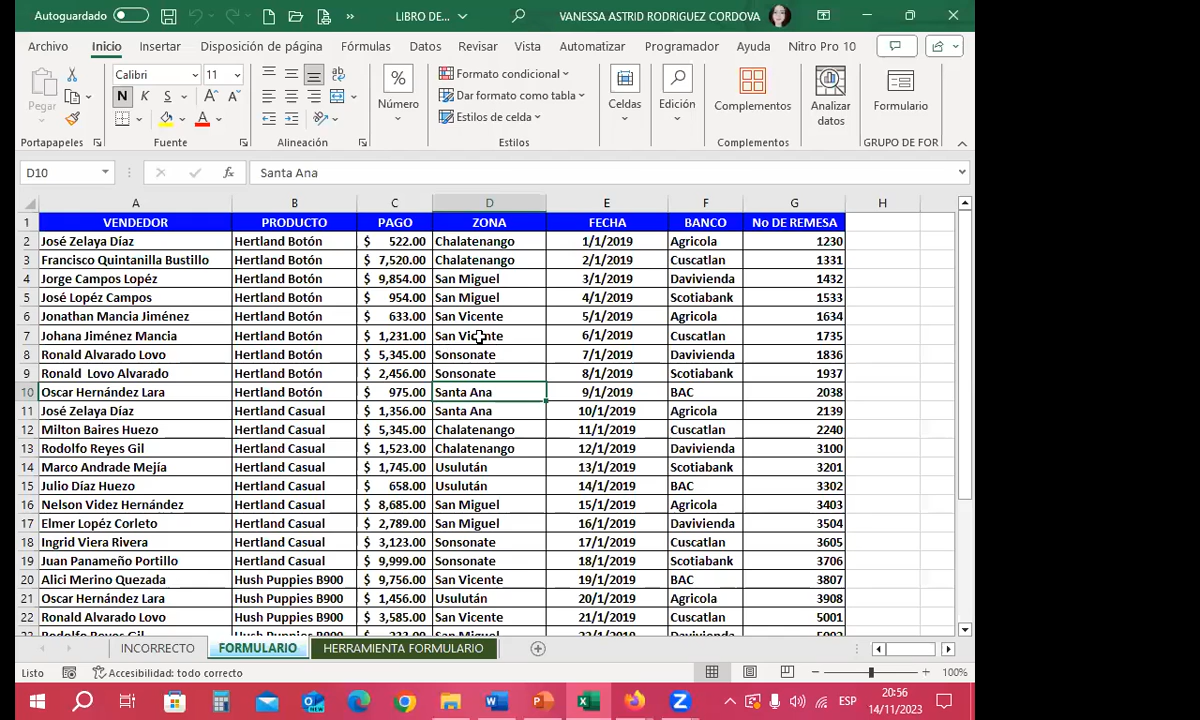 Autoguardado
LIBRO DE...
VANESSA ASTRID RODRIGUEZ CORDOVA
Archivo Inicio Insertar Disposición de página Fórmulas Datos Revisar Vista Automatizar Programador Ayuda Nitro Pro 10
Pegar
Portapapeles
Calibri 11
N K S A A
A
Fuente
ab
Alineación
%
Número
Formato condicional
Dar formato como tabla
Estilos de celda
Estilos
Celdas
Edición
Complementos
Analizar
datos
Formulario
GRUPO DE FOR
D10 fx Santa Ana
A B C D E F G H
1 VENDEDOR PRODUCTO PAGO ZONA FECHA BANCO No DE REMESA
2 José Zelaya Díaz Hertland Botón $ 522.00 Chalatenango 1/1/2019 Agricola 1230
3 Francisco Quintanilla Bustillo Hertland Botón $ 7,520.00 Chalatenango 2/1/2019 Cuscatlan 1331
4 Jorge Campos Lopéz Hertland Botón $ 9,854.00 San Miguel 3/1/2019 Davivienda 1432
5 José Lopéz Campos Hertland Botón $ 954.00 San Miguel 4/1/2019 Scotiabank 1533
6 Jonathan Mancia Jiménez Hertland Botón $ 633.00 San Vicente 5/1/2019 Agricola 1634
7 Johana Jiménez Mancia Hertland Botón $ 1,231.00 San Vicente 6/1/2019 Cuscatlan 1735
8 Ronald Alvarado Lovo Hertland Botón $ 5,345.00 Sonsonate 7/1/2019 Davivienda 1836
9 Ronald  Lovo Alvarado Hertland Botón $ 2,456.00 Sonsonate 8/1/2019 Scotiabank 1937
10 Oscar Hernández Lara Hertland Botón $ 975.00 Santa Ana 9/1/2019 BAC 2038
11 José Zelaya Díaz Hertland Casual $ 1,356.00 Santa Ana 10/1/2019 Agricola 2139
12 Milton Baires Huezo Hertland Casual $ 5,345.00 Chalatenango 11/1/2019 Cuscatlan 2240
13 Rodolfo Reyes Gil Hertland Casual $ 1,523.00 Chalatenango 12/1/2019 Davivienda 3100
14 Marco Andrade Mejía Hertland Casual $ 1,745.00 Usulután 13/1/2019 Scotiabank 3201
15 Julio Díaz Huezo Hertland Casual $ 658.00 Usulután 14/1/2019 BAC 3302
16 Nelson Videz Hernández Hertland Casual $ 8,685.00 San Miguel 15/1/2019 Agricola 3403
17 Elmer Lopéz Corleto Hertland Casual $ 2,789.00 San Miguel 16/1/2019 Davivienda 3504
18 Ingrid Viera Rivera Hertland Casual $ 3,123.00 Sonsonate 17/1/2019 Cuscatlan 3605
19 Juan Panameño Portillo Hertland Casual $ 9,999.00 Sonsonate 18/1/2019 Scotiabank 3706
20 Alici Merino Quezada Hush Puppies B900 $ 9,756.00 San Vicente 19/1/2019 BAC 3807
21 Oscar Hernández Lara Hush Puppies B900 $ 1,456.00 Usulután 20/1/2019 Agricola 3908
22 Ronald Alvarado Lovo Hush Puppies B900 $ 3,585.00 San Vicente 21/1/2019 Cuscatlan 5001
INCORRECTO FORMULARIO HERRAMIENTA FORMULARIO
Listo Accesibilidad: todo correcto 100%
ESP
20:56
14/11/2023